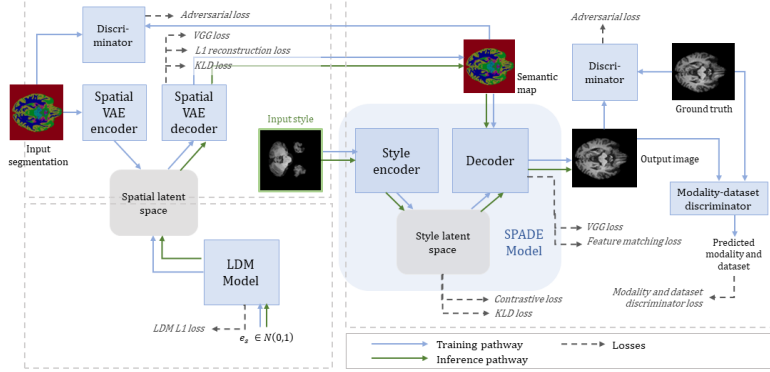 Adversarial loss
Discri-
minator
VGG loss
L1 reconstruction loss
KLD loss
Input
segmentation
Spatial
VAE
encoder
Spatial
VAE
decoder
Semantic
map
Adversarial loss
Discri-
minator
Ground truth
Input style
Style
encoder
Decoder
Output image
Spatial latent
space
Style latent
space
SPADE
Model
Modality-dataset
discriminator
VGG loss
Feature matching loss
Predicted
modality and
dataset
LDM
Model
Contrastive loss
KLD loss
Modality and dataset
discriminator loss
LDM L1 loss
e_s ∈ N(0,1)
Training pathway
Losses
Inference pathway